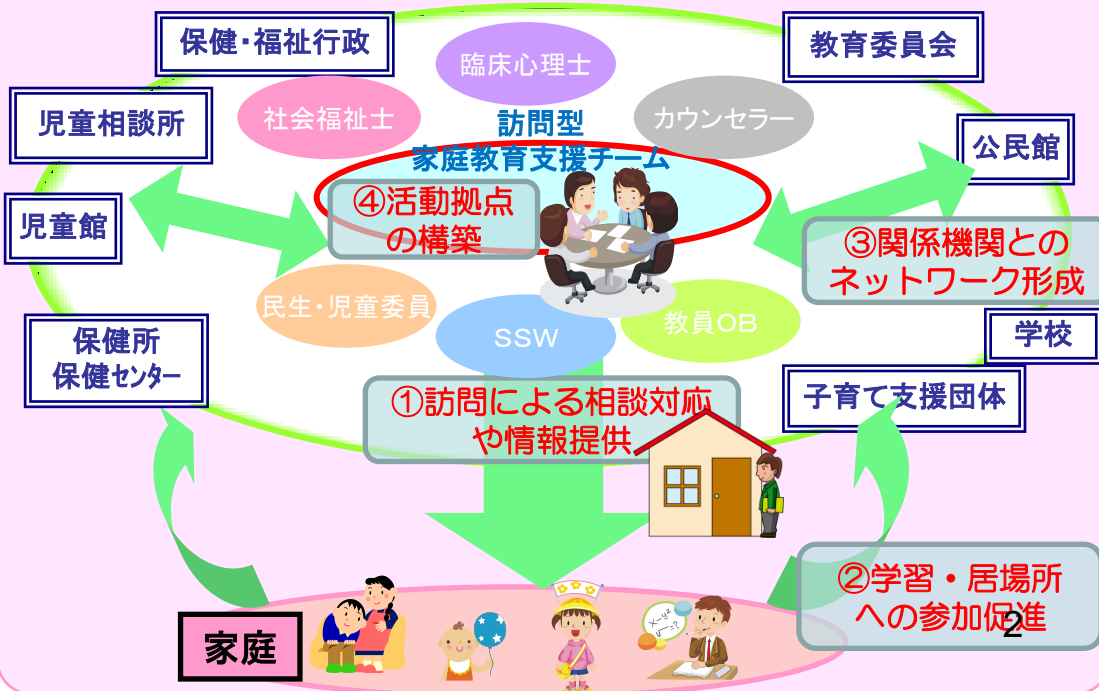 保健・福祉行政
臨床心理士
教育委員会
児童相談所
社会福祉士
カウンセラー
訪問型
家庭教育支援チーム
公民館
児童館
④活動拠点
の構築
③関係機関との
ネットワーク形成
民生・児童委員
SSW
教員OB
学校
保健所
保健センター
①訪問による相談対応
や情報提供
子育て支援団体
②学習・居場所
への参加促進
2
家庭